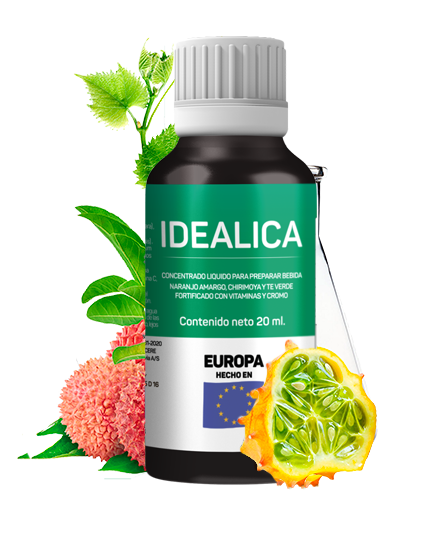 IDEALICA
CONCENTRADO LIQUIDO PARA PREPARAR BEBIDA
NARANJO AMARGO, CHIRIMOYA Y TE VERDE
FORTIFICADO CON VITAMINAS Y CROMO
Contenido neto 20 ml.
EUROPA
HECHO EN